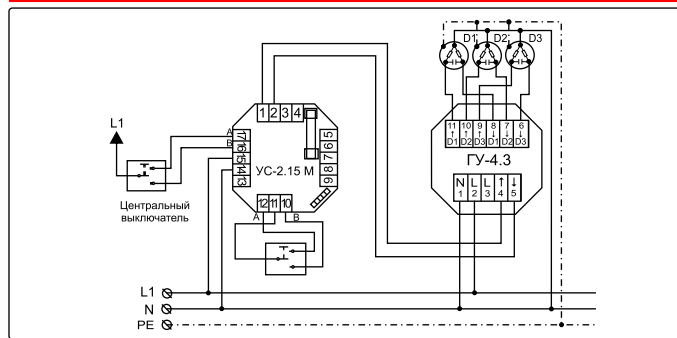 D1 D2 D3
1 2 3 4
11 10 9 8 7 6
↑ ↑ ↑ ↓ ↓ ↓
D1 D2 D3 D1 D2 D3
ГУ-4.3
N L L ↑ ↓
1 2 3 4 5
L1
A
B
17
16
15
14
13
5
6
7
8
9
УС-2.15 М
12 11 10
A B
Центральный
выключатель
L1
N
PE